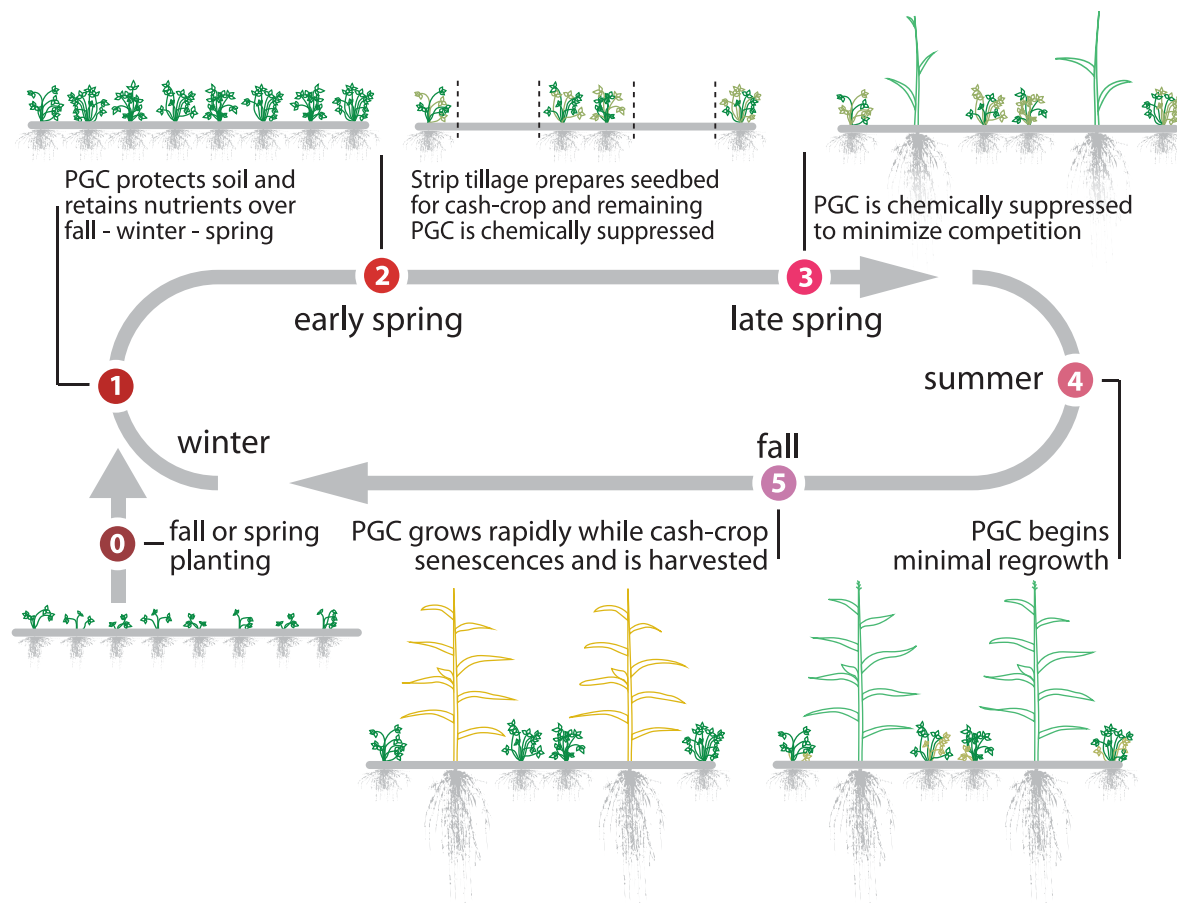 PGC protects soil and
retains nutrients over
fall - winter - spring
Strip tillage prepares seedbed
for cash-crop and remaining
PGC is chemically suppressed
PGC is chemically suppressed
to minimize competition
2
early spring
3
late spring
1
summer
4
winter
fall
5
0
fall or spring
planting
PGC grows rapidly while cash-crop
senescences and is harvested
PGC begins
minimal regrowth